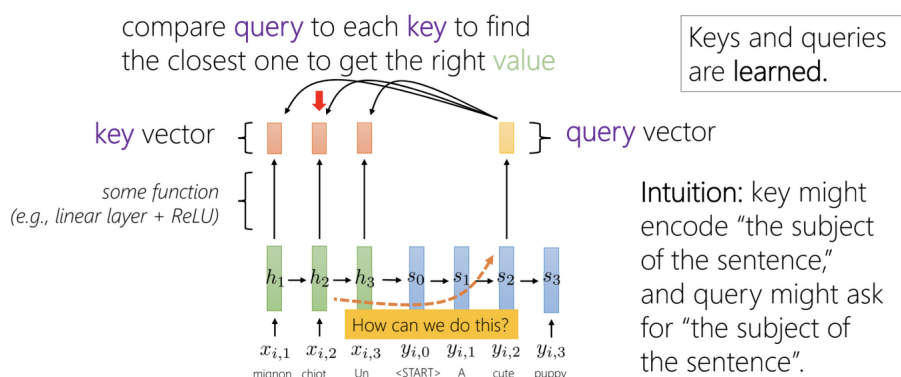 compare query to each key to find
the closest one to get the right value
Keys and queries
are learned.
key vector
query vector
some function
(e.g., linear layer + ReLU)
Intuition: key might
encode “the subject
of the sentence,”
and query might ask
for “the subject of
the sentence”.
h₁ h₂ h₃ s₀ s₁ s₂ s₃
How can we do this?
xᵢ,₁ xᵢ,₂ xᵢ,₃ yᵢ,₀ yᵢ,₁ yᵢ,₂ yᵢ,₃
mignon chiot Un <START> A cute puppy